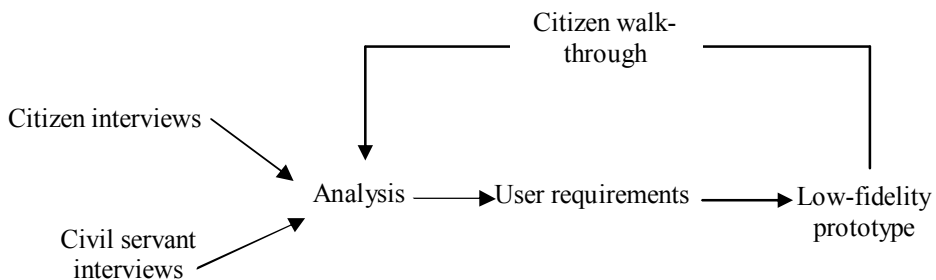 Citizen walk-
through
Citizen interviews
Analysis
User requirements
Low-fidelity
prototype
Civil servant
interviews